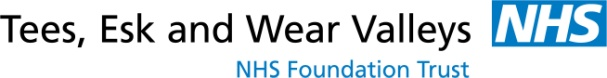 Tees, Esk and Wear Valleys NHS
NHS Foundation Trust